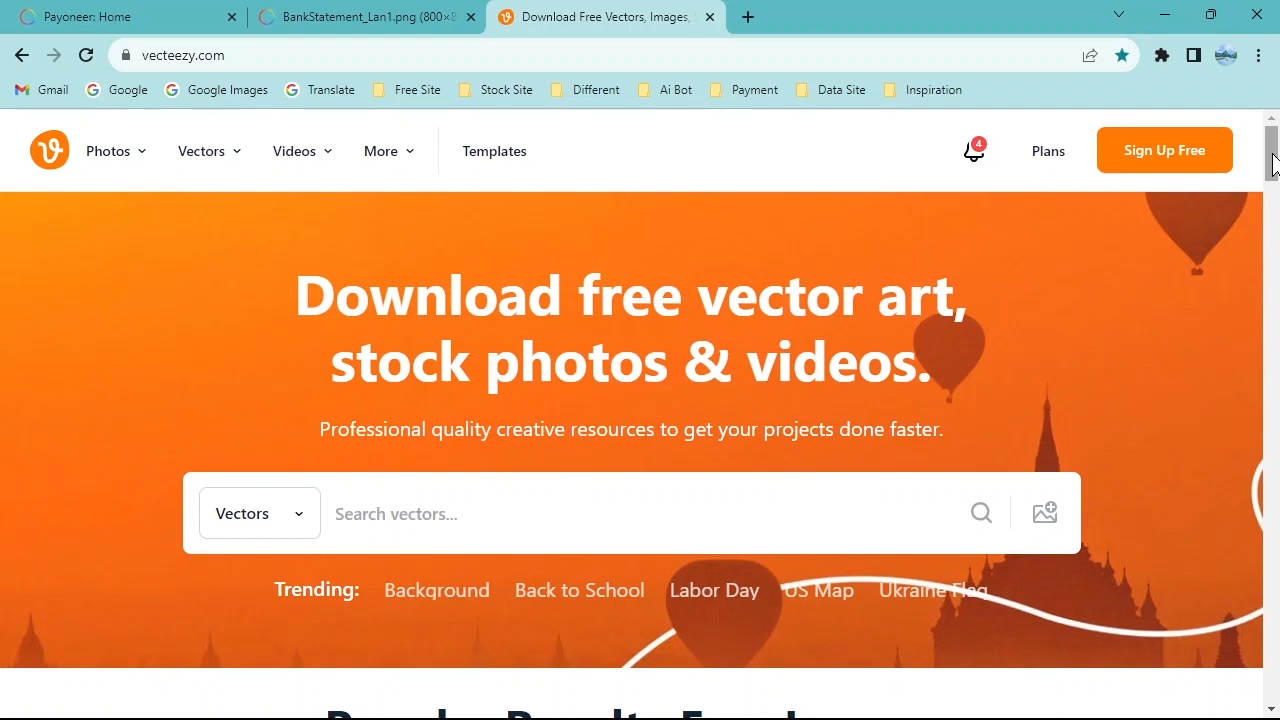 Payoneer: Home
BankStatement_Lan1.png (800×8
Download Free Vectors, Images,
vecteezy.com
Gmail
Google
Google Images
Translate
Free Site
Stock Site
Different
Ai Bot
Payment
Data Site
Inspiration
Photos
Vectors
Videos
More
Templates
4
Plans
Sign Up Free
Download free vector art,
stock photos & videos.
Professional quality creative resources to get your projects done faster.
Vectors
Search vectors...
Trending: Background Back to School Labor Day US Map Ukraine Flag